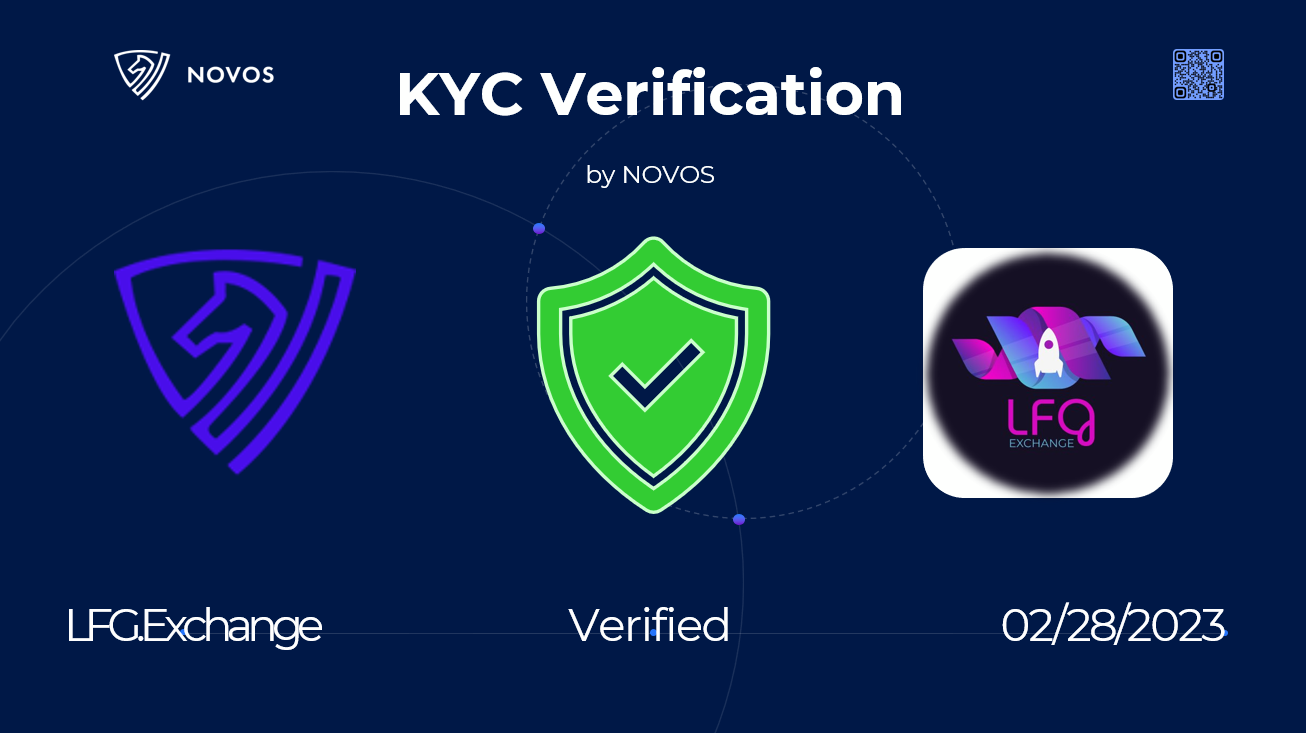 NOVOS
KYC Verification
by NOVOS
LFG
EXCHANGE
LFG.Exchange
Verified
02/28/2023